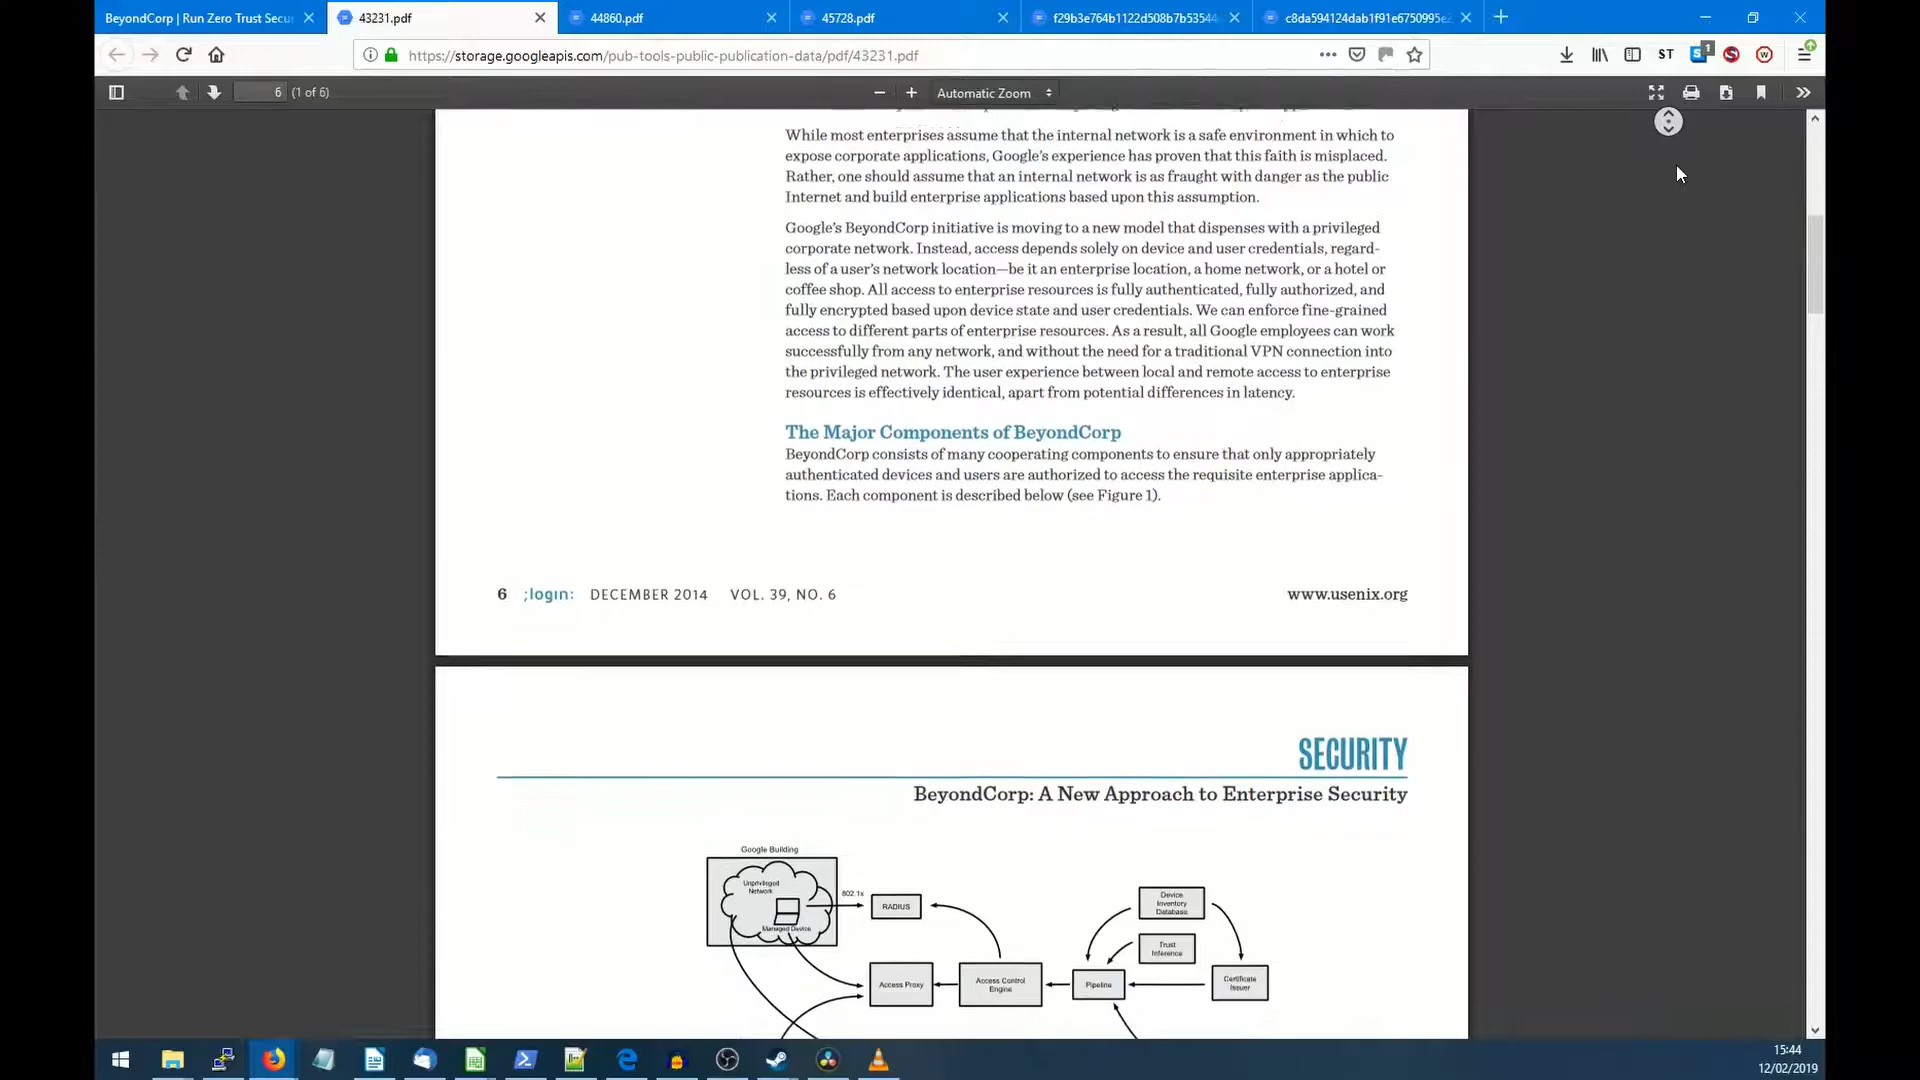 BeyondCorp | Run Zero Trust Secu
43231.pdf
44860.pdf
45728.pdf
f29b3e764b1122d508b7b53544
c8da594124dab1f91e6750995e2
https://storage.googleapis.com/pub-tools-public-publication-data/pdf/43231.pdf
ST
1
6 (1 of 6)
Automatic Zoom
While most enterprises assume that the internal network is a safe environment in which to
expose corporate applications, Google's experience has proven that this faith is misplaced.
Rather, one should assume that an internal network is as fraught with danger as the public
Internet and build enterprise applications based upon this assumption.
Google's BeyondCorp initiative is moving to a new model that dispenses with a privileged
corporate network. Instead, access depends solely on device and user credentials, regard-
less of a user's network location—be it an enterprise location, a home network, or a hotel or
coffee shop. All access to enterprise resources is fully authenticated, fully authorized, and
fully encrypted based upon device state and user credentials. We can enforce fine-grained
access to different parts of enterprise resources. As a result, all Google employees can work
successfully from any network, and without the need for a traditional VPN connection into
the privileged network. The user experience between local and remote access to enterprise
resources is effectively identical, apart from potential differences in latency.
The Major Components of BeyondCorp
BeyondCorp consists of many cooperating components to ensure that only appropriately
authenticated devices and users are authorized to access the requisite enterprise applica-
tions. Each component is described below (see Figure 1).
6 ;login: DECEMBER 2014 VOL. 39, NO. 6
www.usenix.org
SECURITY
BeyondCorp: A New Approach to Enterprise Security
Google Building
Unprivileged
Network
Managed Device
802.1x
RADIUS
Device
Inventory
Database
Trust
Inference
Access Proxy
Access Control
Engine
Pipeline
Certificate
Issuer
15:44
12/02/2019